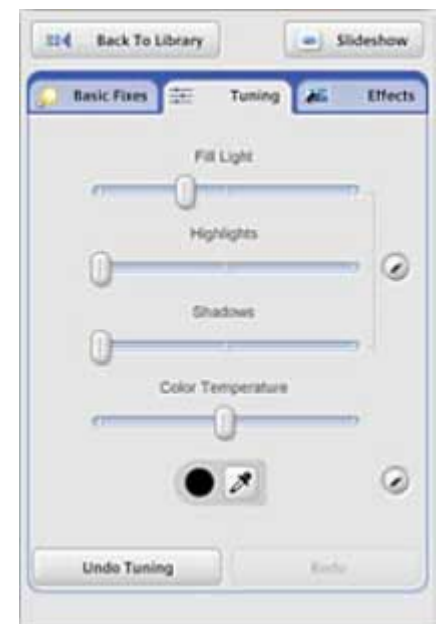 Back To Library
Slideshow
Basic Fixes
Tuning
Effects
Fill Light
Highlights
Shadows
Color Temperature
Undo Tuning
Redo